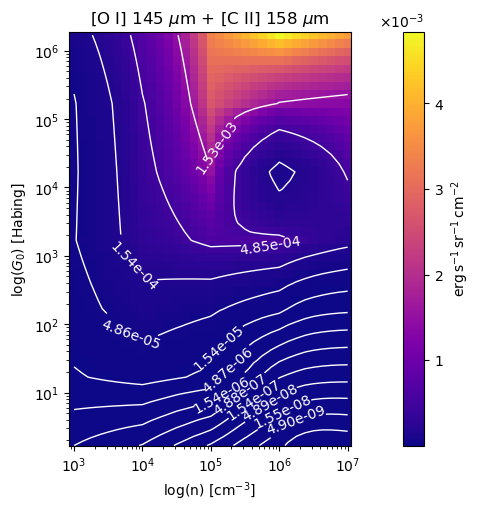 [O I] 145 μm + [C II] 158 μm
×10⁻³
10⁶
10⁵
10⁴
10³
10²
10¹
log(G₀) [Habing]
1.53e-03
4.85e-04
1.54e-04
4.86e-05
1.54e-05
4.87e-06
1.54e-06
4.88e-07
1.54e-07
4.89e-08
1.55e-08
4.90e-09
10³
10⁴
10⁵
10⁶
10⁷
log(n) [cm⁻³]
4
3
2
1
erg s⁻¹ sr⁻¹ cm⁻²